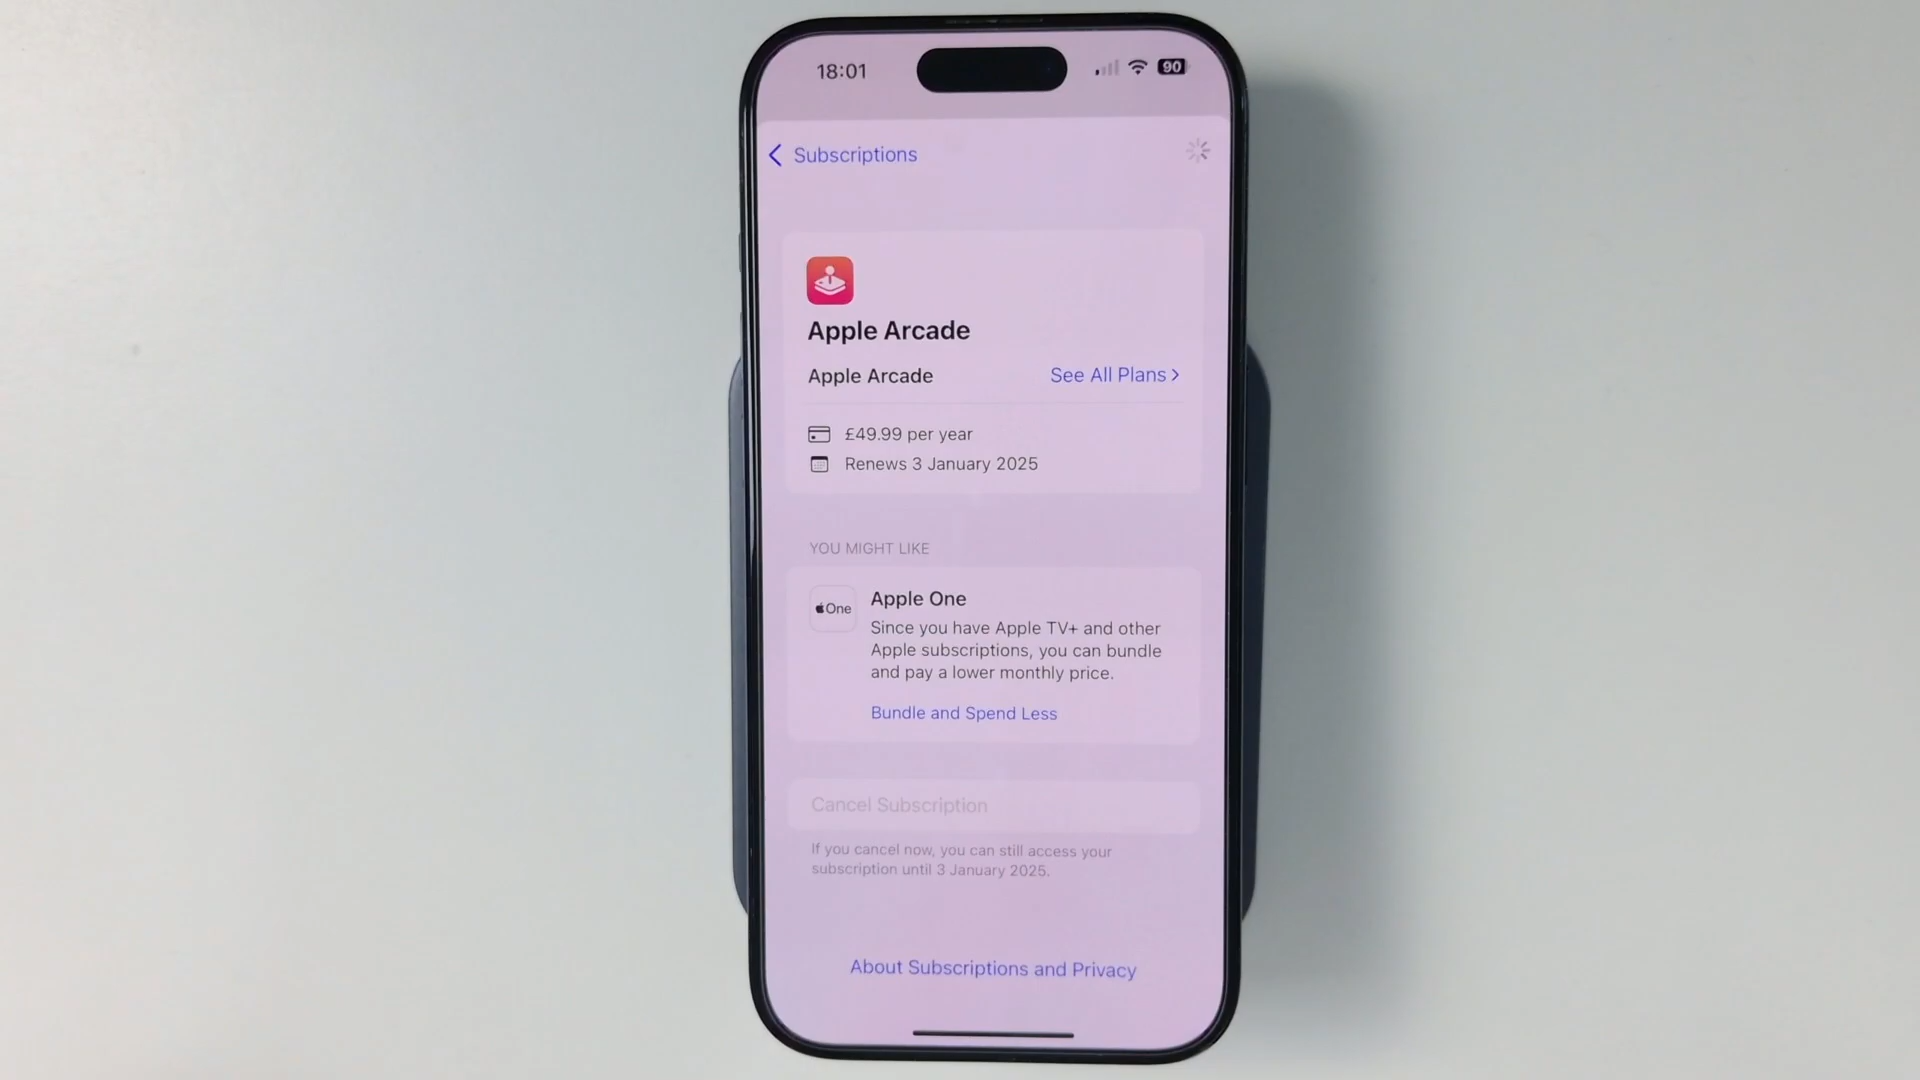 18:01
90
Subscriptions
Apple Arcade
Apple Arcade
See All Plans
£49.99 per year
Renews 3 January 2025
YOU MIGHT LIKE
One
Apple One
Since you have Apple TV+ and other
Apple subscriptions, you can bundle
and pay a lower monthly price.
Bundle and Spend Less
Cancel Subscription
If you cancel now, you can still access your
subscription until 3 January 2025.
About Subscriptions and Privacy